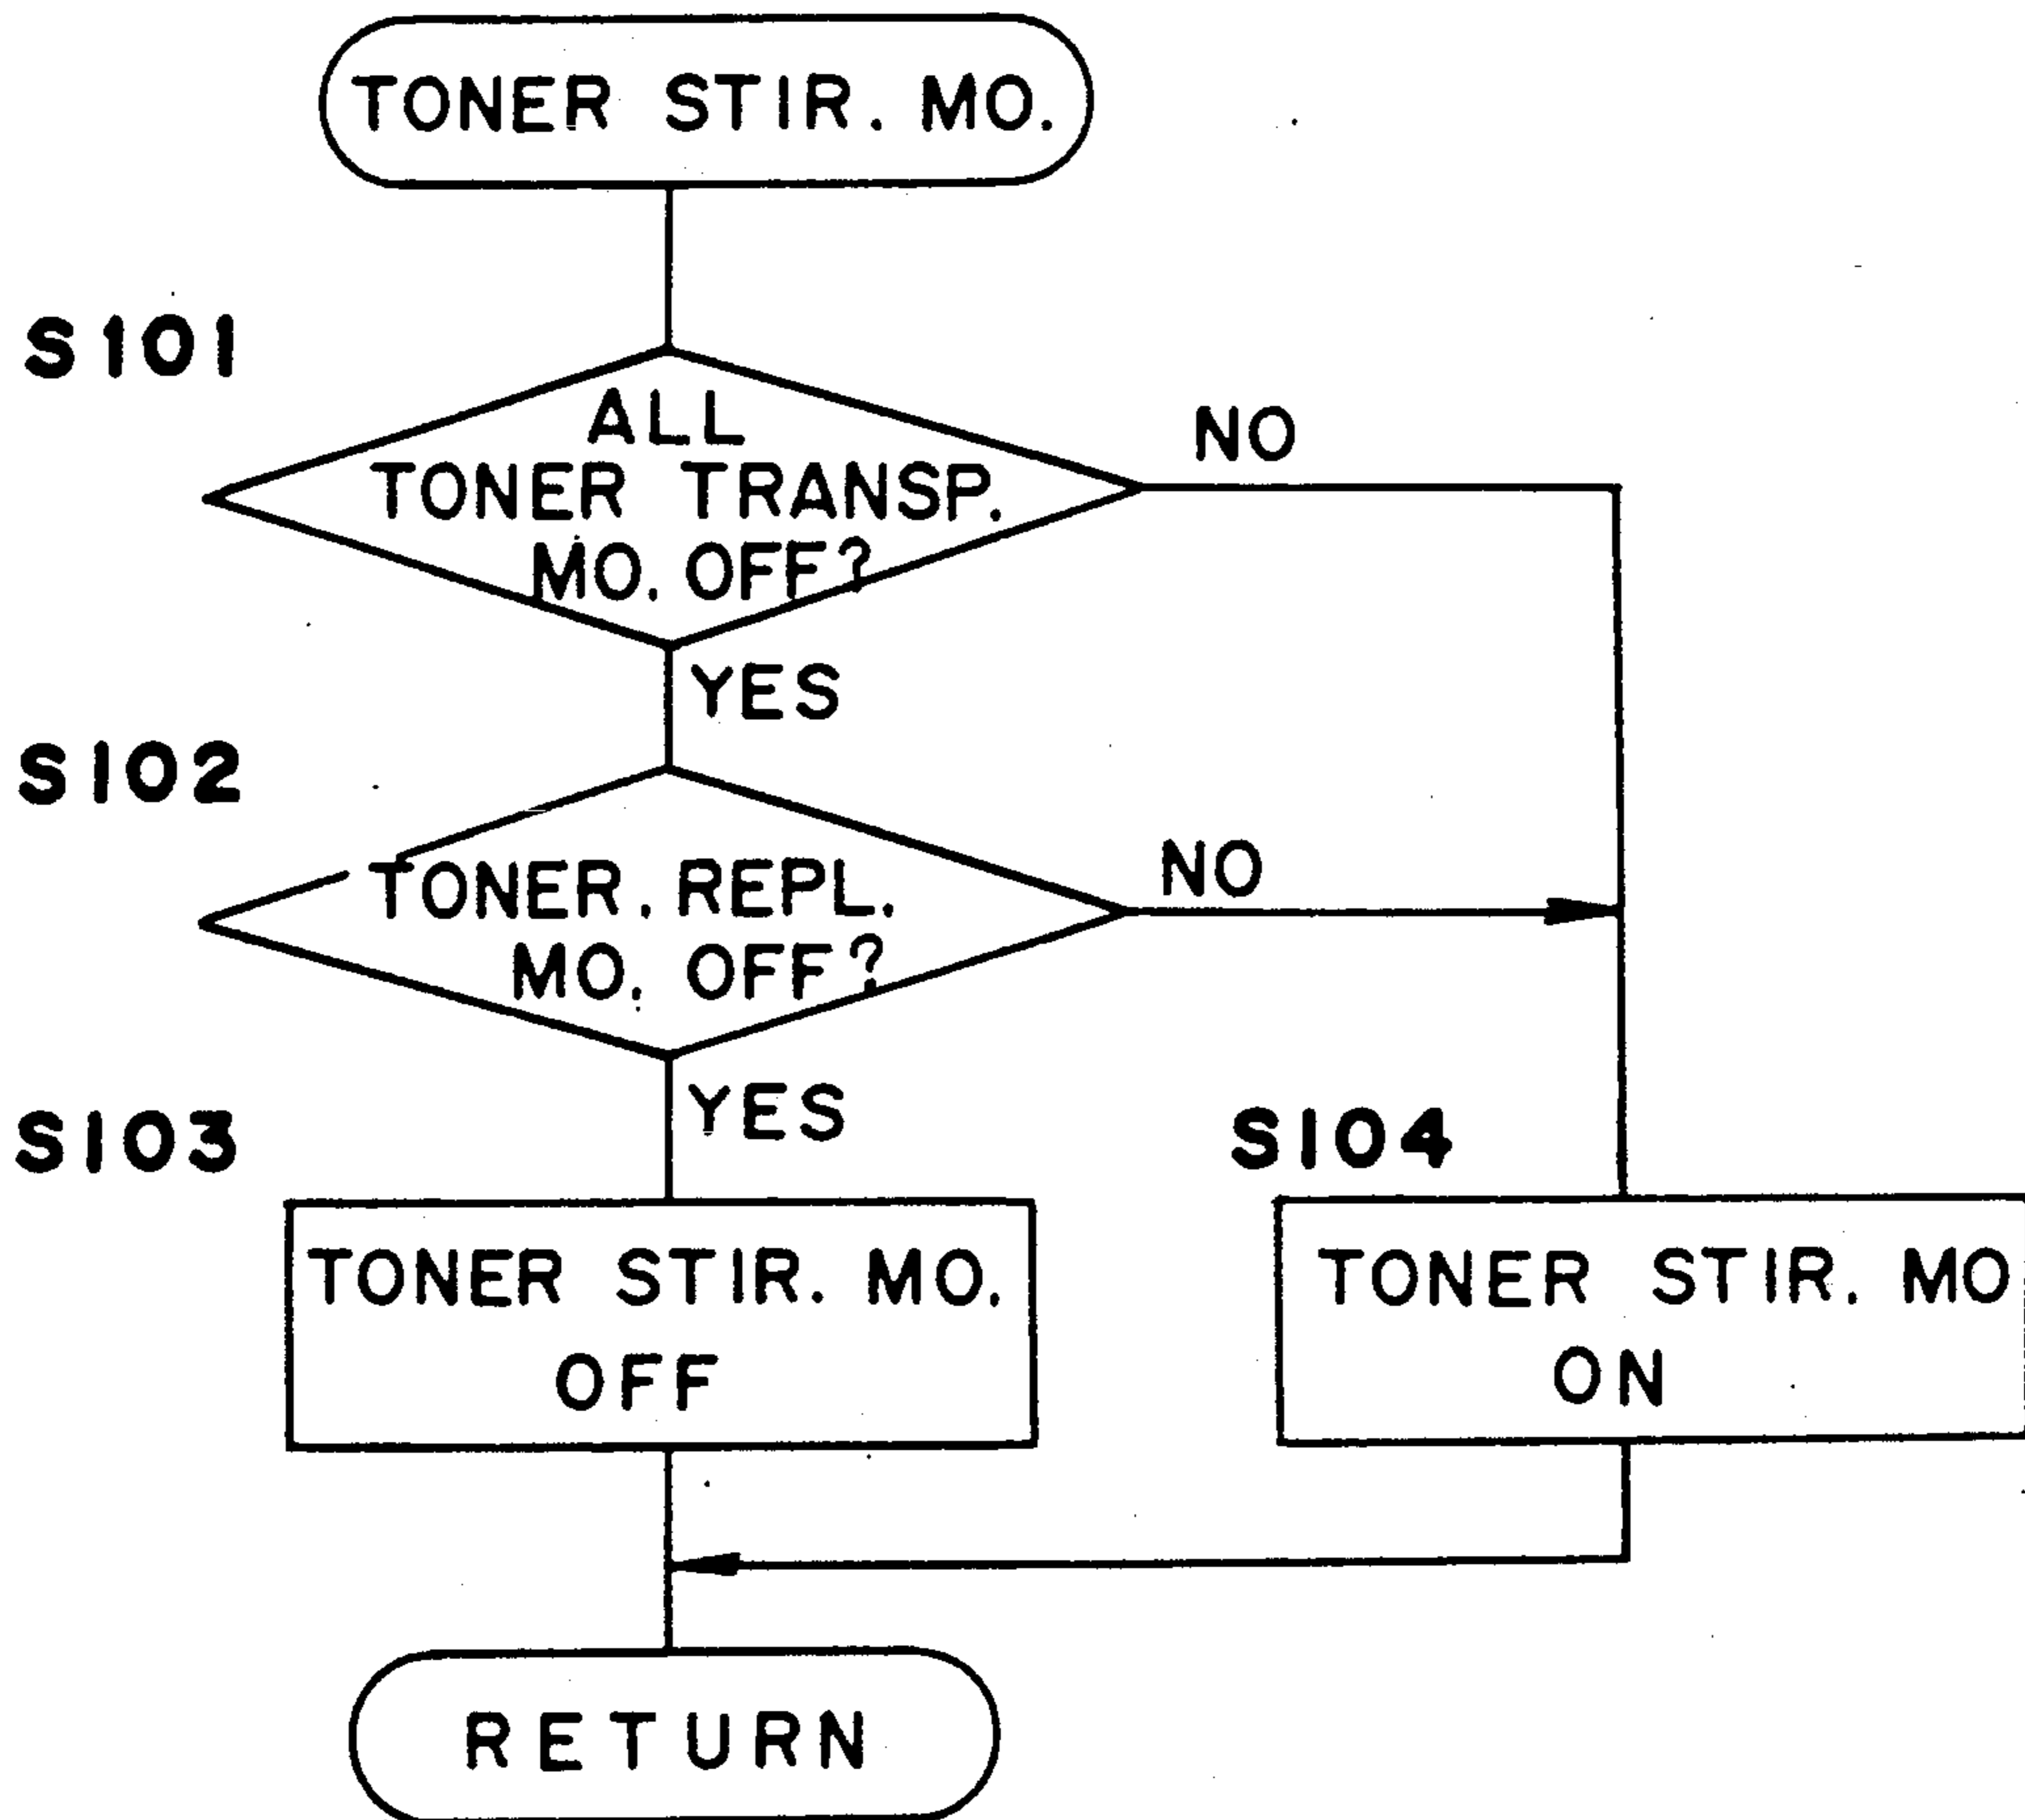 TONER STIR. MO.
S101
ALL
TONER TRANSP.
MO. OFF?
NO
YES
S102
TONER. REPL.
MO. OFF?
NO
YES
S103
S104
TONER STIR. MO.
OFF
TONER STIR. MO
ON
RETURN